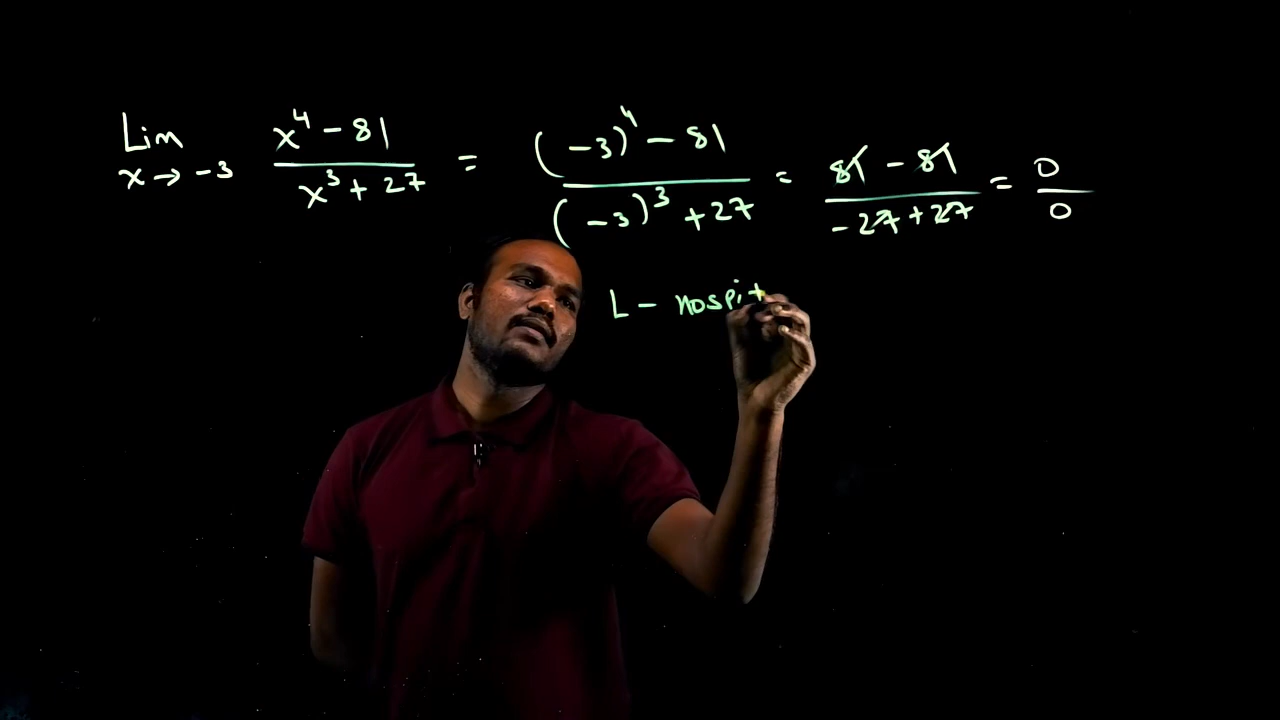 Lim x → -3 x⁴ - 81 / x³ + 27 = (-3)⁴ - 81 / (-3)³ + 27 = 81 - 81 / -27 + 27 = 0 / 0
L - Hospit